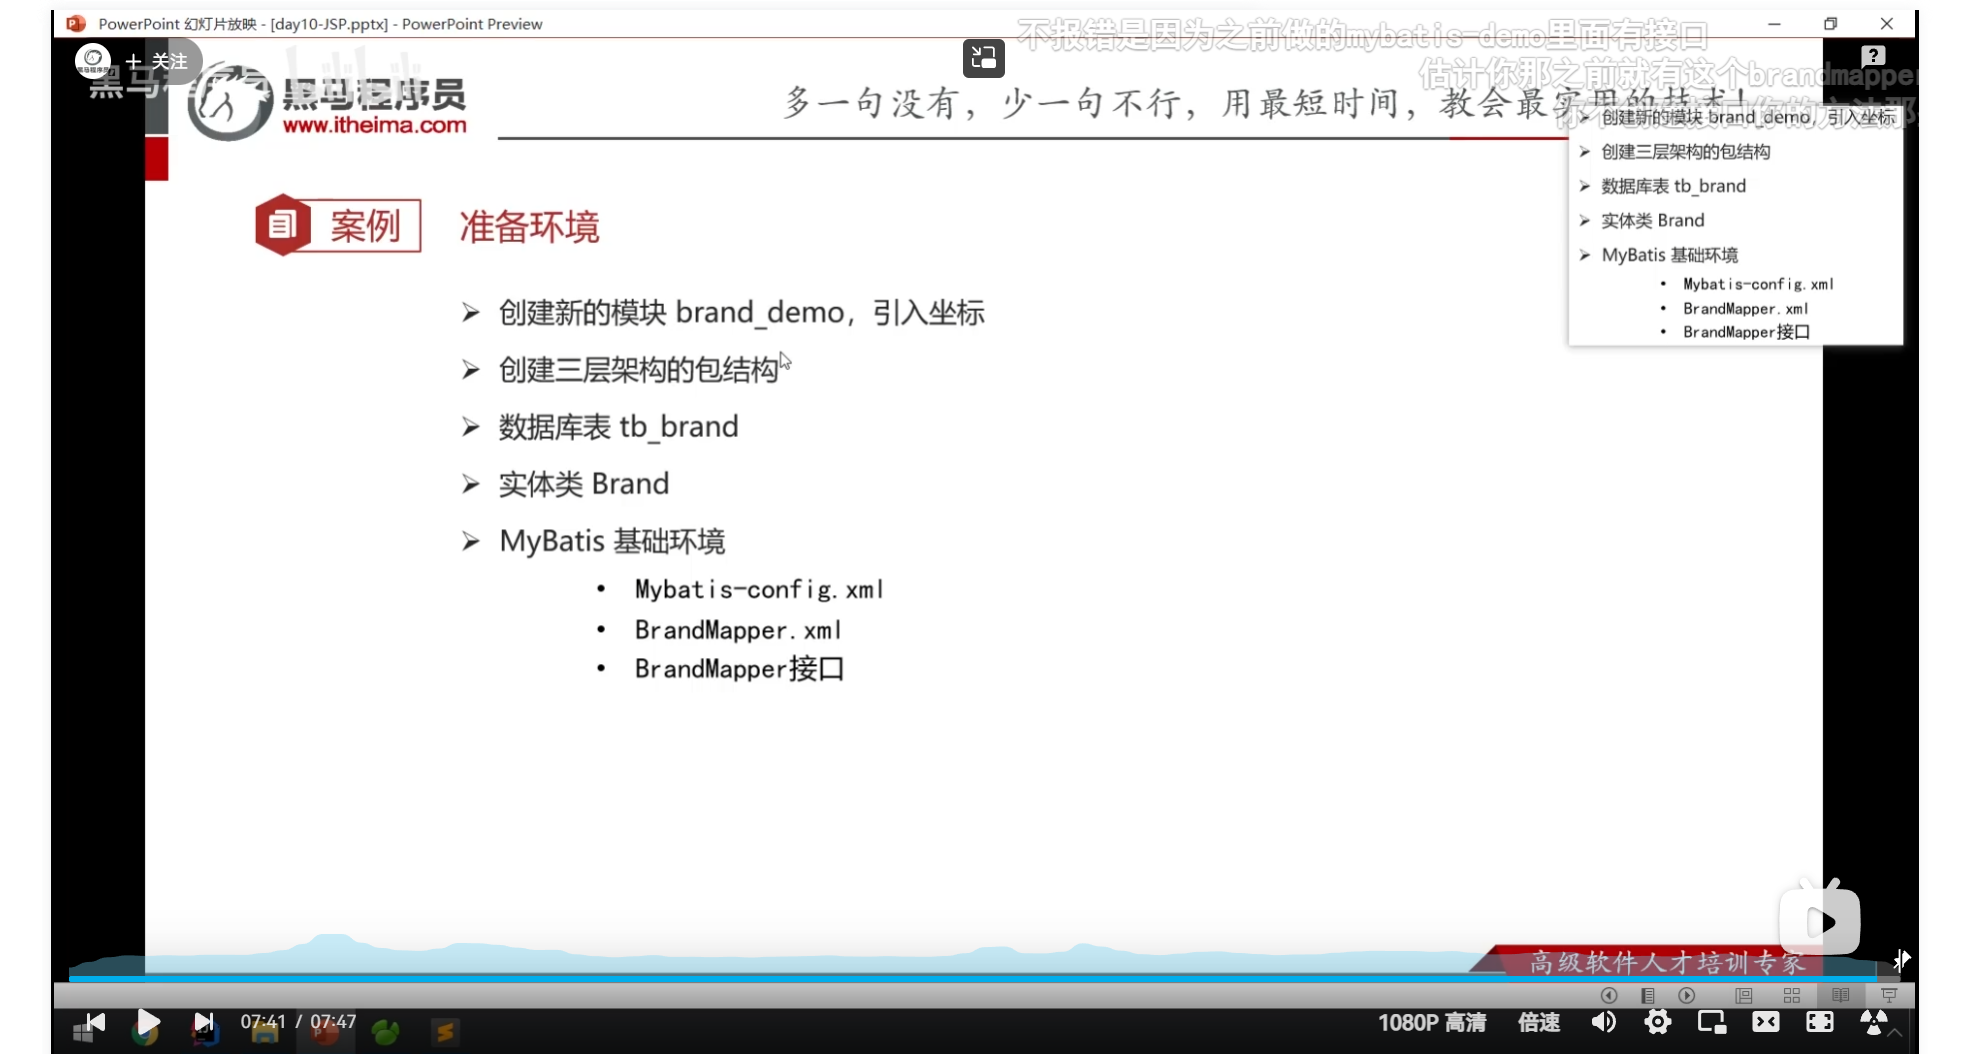 PowerPoint 幻灯片放映 - [day10-JSP.pptx] - PowerPoint Preview
不报错是因为之前做的mybatis-demo里面有接口
+ 关注
估计你那之前就有这个brandmapper
黑马程序员
www.itheima.com
多一句没有，少一句不行，用最短时间，教会最实用的技术！
案例 准备环境
➢ 创建新的模块 brand_demo，引入坐标
➢ 创建三层架构的包结构
➢ 数据库表 tb_brand
➢ 实体类 Brand
➢ MyBatis 基础环境
• Mybatis-config.xml
• BrandMapper.xml
• BrandMapper接口
➢ 创建新的模块 brand_demo，引入坐标
➢ 创建三层架构的包结构
➢ 数据库表 tb_brand
➢ 实体类 Brand
➢ MyBatis 基础环境
• Mybatis-config.xml
• BrandMapper.xml
• BrandMapper接口
高级软件人才培训专家
07:41 / 07:47
1080P 高清 倍速